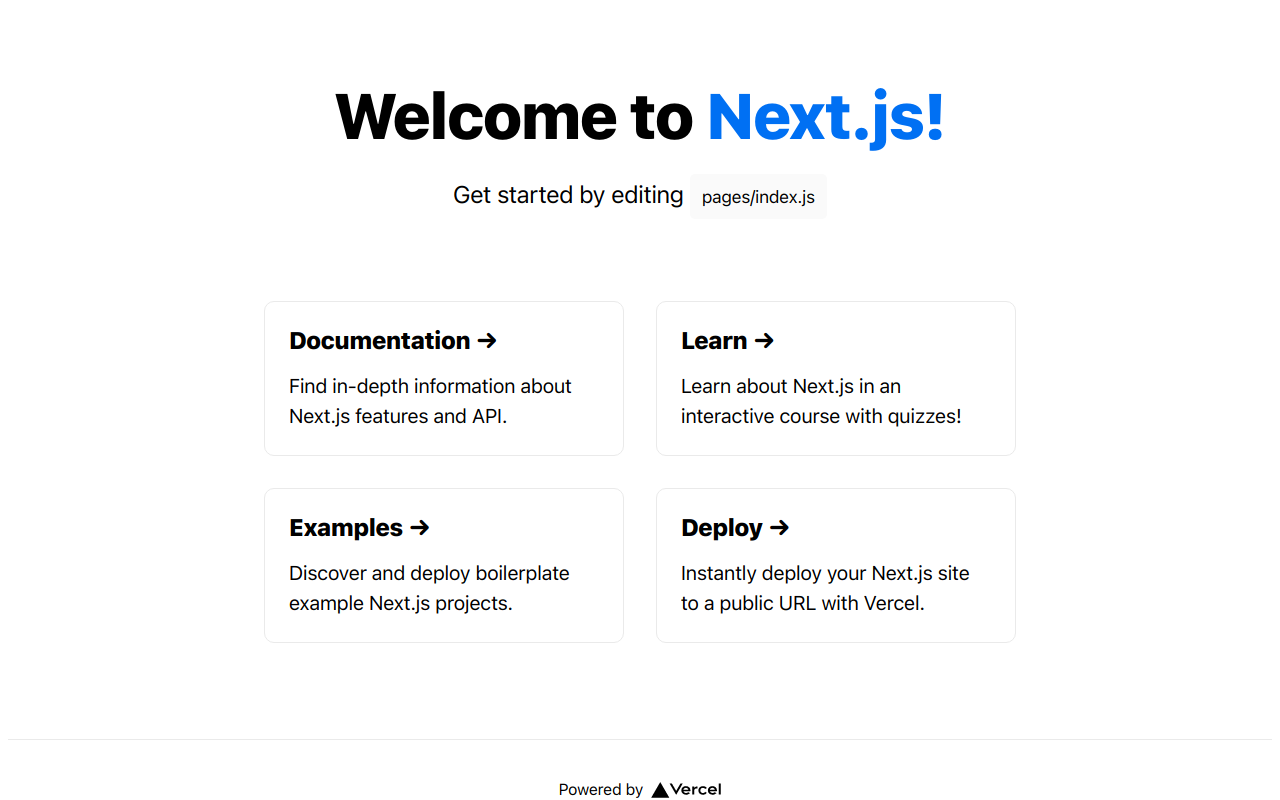 Welcome to Next.js!
Get started by editing pages/index.js
Documentation →
Find in-depth information about
Next.js features and API.
Learn →
Learn about Next.js in an
interactive course with quizzes!
Examples →
Discover and deploy boilerplate
example Next.js projects.
Deploy →
Instantly deploy your Next.js site
to a public URL with Vercel.
Powered by Vercel